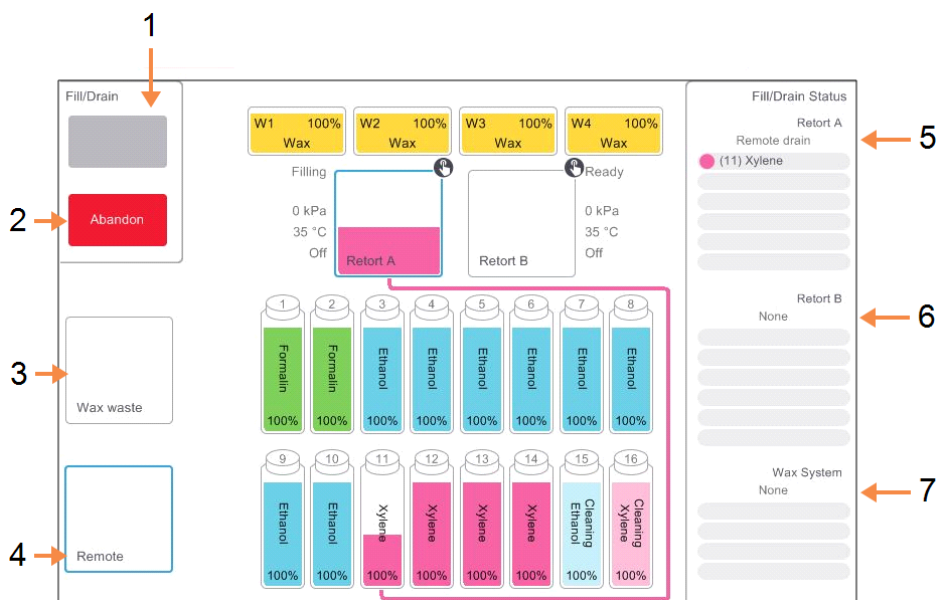 1
Fill/Drain
Abandon
2
3
Wax waste
4
Remote
W1 100%
Wax
W2 100%
Wax
W3 100%
Wax
W4 100%
Wax
Filling
0 kPa
35 °C
Off
Retort A
Retort B
Ready
0 kPa
35 °C
Off
1
Formalin
100%
2
Formalin
100%
3
Ethanol
100%
4
Ethanol
100%
5
Ethanol
100%
6
Ethanol
100%
7
Ethanol
100%
8
Ethanol
100%
9
Ethanol
100%
10
Ethanol
100%
11
Xylene
100%
12
Xylene
100%
13
Xylene
100%
14
Xylene
100%
15
Cleaning
Ethanol
100%
16
Cleaning
Xylene
100%
Fill/Drain Status
Retort A
Remote drain
(11) Xylene
5
Retort B
None
6
Wax System
None
7